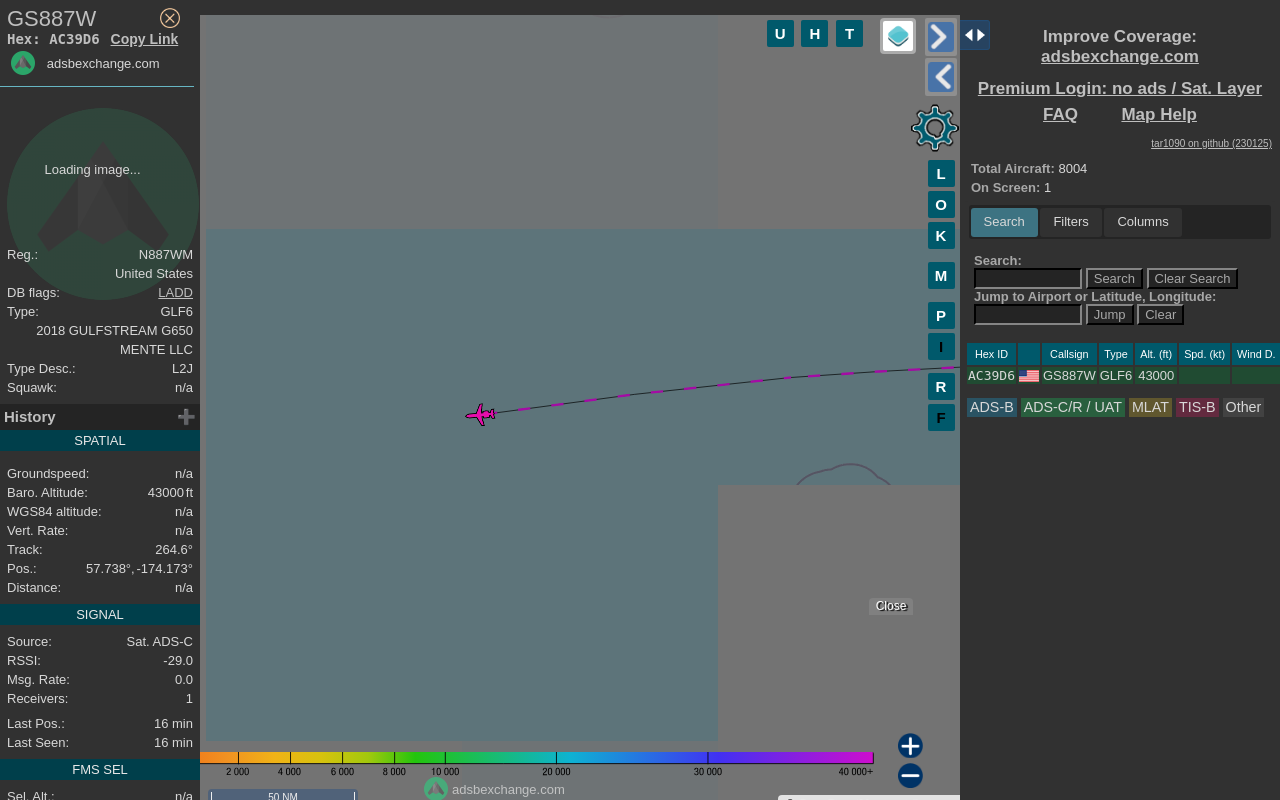 GS887W
Hex: AC39D6 Copy Link
adsbexchange.com
Loading image...
Reg.: N887WM
United States
DB flags: LADD
Type: GLF6
2018 GULFSTREAM G650
MENTE LLC
Type Desc.: L2J
Squawk: n/a
History
SPATIAL
Groundspeed: n/a
Baro. Altitude: 43000 ft
WGS84 altitude: n/a
Vert. Rate: n/a
Track: 264.6°
Pos.: 57.738°, -174.173°
Distance: n/a
SIGNAL
Source: Sat. ADS-C
RSSI: -29.0
Msg. Rate: 0.0
Receivers: 1
Last Pos.: 16 min
Last Seen: 16 min
FMS SEL
Sel. Alt.: n/a
U H T
L
O
K
M
P
I
R
F
Close
2 000 4 000 6 000 8 000 10 000 20 000 30 000 40 000+
adsbexchange.com
50 NM
Improve Coverage:
adsbexchange.com
Premium Login: no ads / Sat. Layer
FAQ Map Help
tar1090 on github (230125)
Total Aircraft: 8004
On Screen: 1
Search Filters Columns
Search:
Search Clear Search
Jump to Airport or Latitude, Longitude:
Jump Clear
Hex ID Callsign Type Alt. (ft) Spd. (kt) Wind D.
AC39D6 GS887W GLF6 43000
ADS-B ADS-C/R / UAT MLAT TIS-B Other